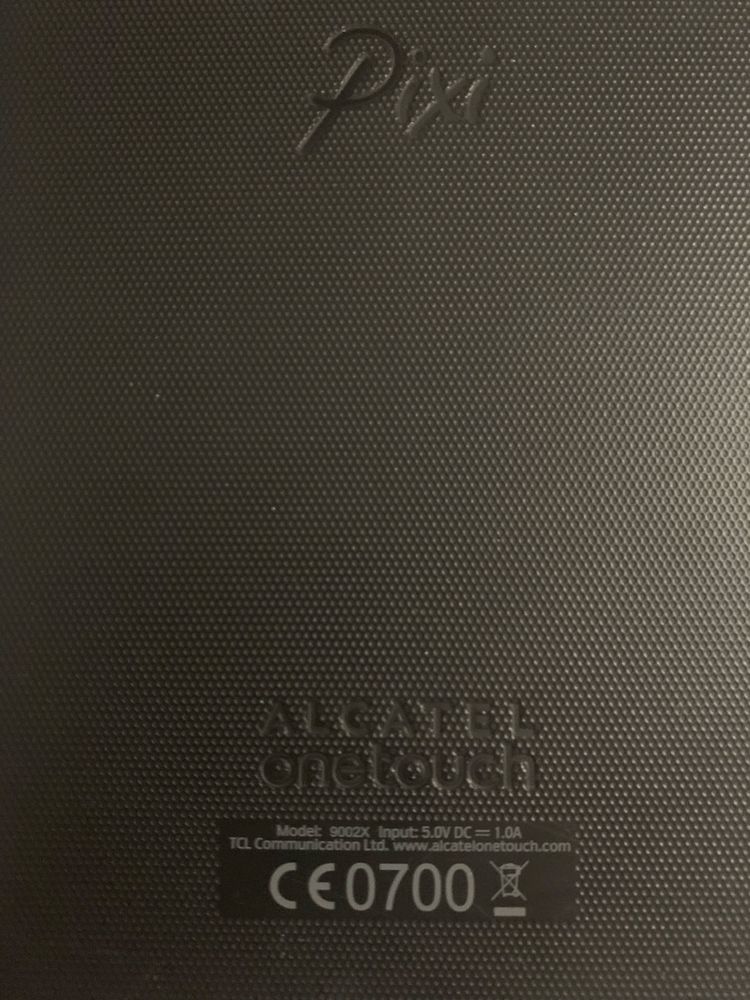 Pixi
ALCATEL
onetouch
Model: 9002X Input: 5.0V DC ⎓ 1.0A
TCL Communication Ltd. www.alcatelonetouch.com
CE0700